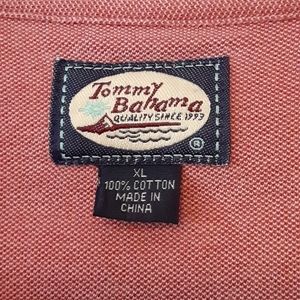 Tommy
Bahama
QUALITY SINCE 1993
®
XL
100% COTTON
MADE IN
CHINA